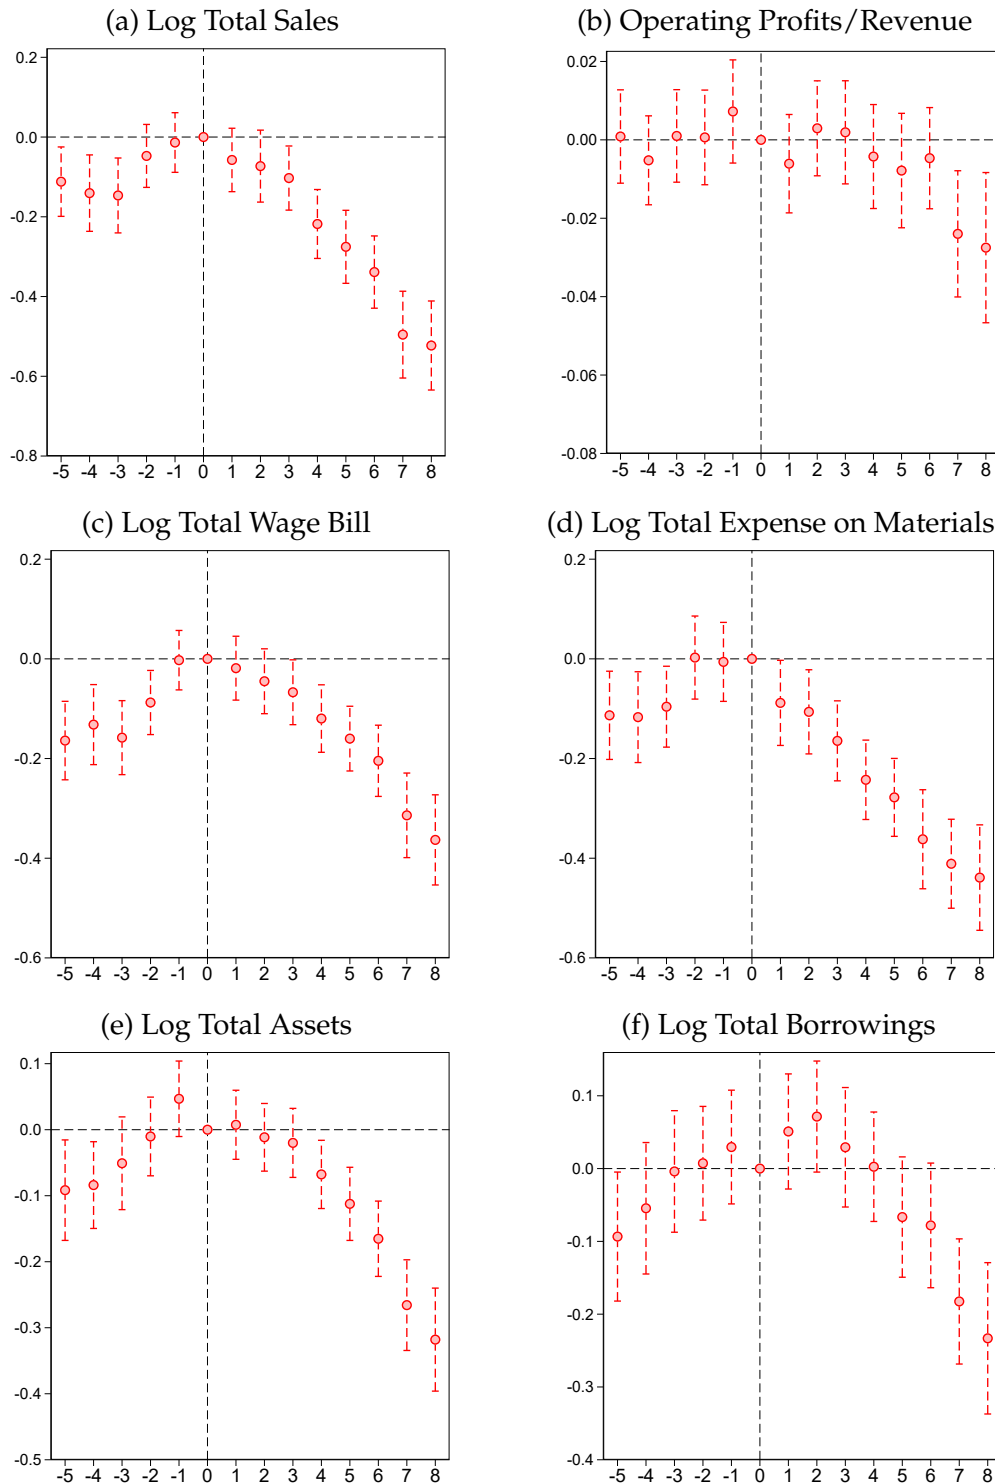 (a) Log Total Sales
0.2
0.0
-0.2
-0.4
-0.6
-0.8
-5 -4 -3 -2 -1 0 1 2 3 4 5 6 7 8
(b) Operating Profits/Revenue
0.02
0.00
-0.02
-0.04
-0.06
-0.08
-5 -4 -3 -2 -1 0 1 2 3 4 5 6 7 8
(c) Log Total Wage Bill
0.2
0.0
-0.2
-0.4
-0.6
-5 -4 -3 -2 -1 0 1 2 3 4 5 6 7 8
(d) Log Total Expense on Materials
0.2
0.0
-0.2
-0.4
-0.6
-5 -4 -3 -2 -1 0 1 2 3 4 5 6 7 8
(e) Log Total Assets
0.1
0.0
-0.1
-0.2
-0.3
-0.4
-0.5
-5 -4 -3 -2 -1 0 1 2 3 4 5 6 7 8
(f) Log Total Borrowings
0.1
0.0
-0.1
-0.2
-0.3
-0.4
-5 -4 -3 -2 -1 0 1 2 3 4 5 6 7 8